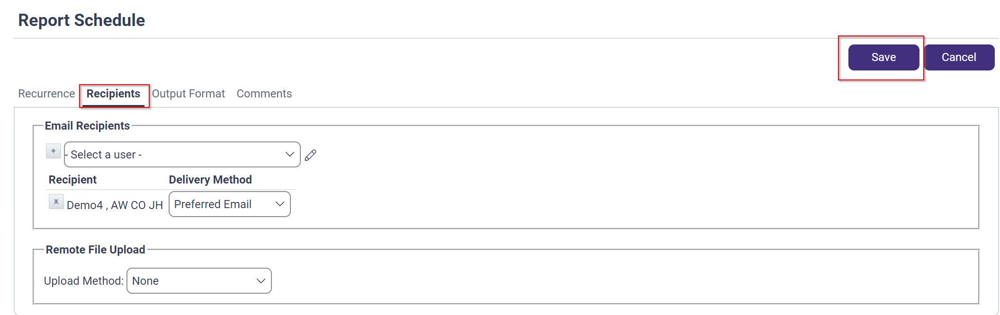 Report Schedule
Save Cancel
Recurrence Recipients Output Format Comments
Email Recipients
- Select a user -
Recipient Delivery Method
x Demo4 , AW CO JH Preferred Email
Remote File Upload
Upload Method: None